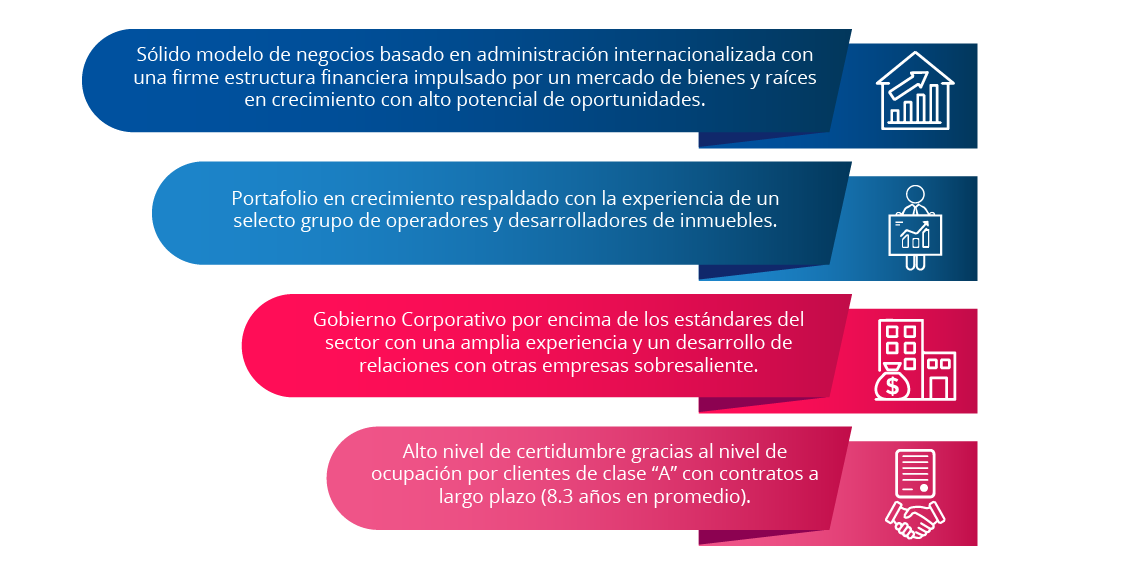 Sólido modelo de negocios basado en administración internacionalizada con
una firme estructura financiera impulsado por un mercado de bienes y raíces
en crecimiento con alto potencial de oportunidades.
Portafolio en crecimiento respaldado con la experiencia de un
selecto grupo de operadores y desarrolladores de inmuebles.
Gobierno Corporativo por encima de los estándares del
sector con una amplia experiencia y un desarrollo de
relaciones con otras empresas sobresaliente.
$
Alto nivel de certidumbre gracias al nivel de
ocupación por clientes de clase “A” con contratos a
largo plazo (8.3 años en promedio).